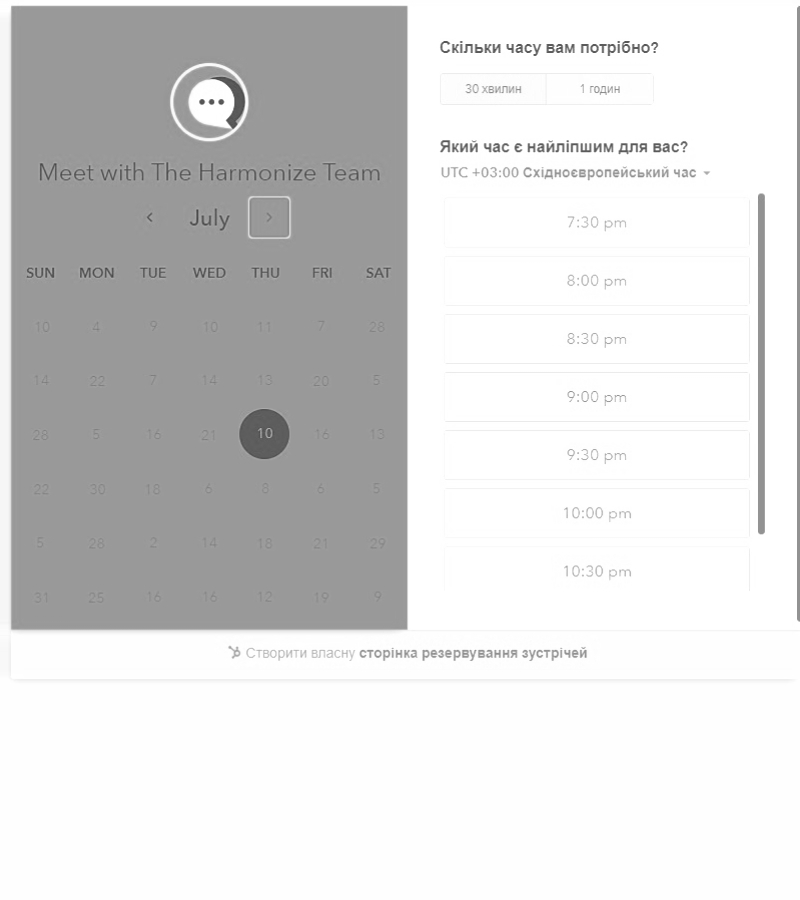 Meet with The Harmonize Team
July
SUN MON TUE WED THU FRI SAT
10 4 9 10 11 7 28
14 22 7 14 13 20 5
28 5 16 21 10 16 13
22 30 18 6 8 6 5
5 28 2 14 18 21 29
31 25 16 16 12 19 9
Скільки часу вам потрібно?
30 хвилин 1 годин
Який час є найліпшим для вас?
UTC +03:00 Східноєвропейський час
7:30 pm
8:00 pm
8:30 pm
9:00 pm
9:30 pm
10:00 pm
10:30 pm
Створити власну сторінка резервування зустрічей